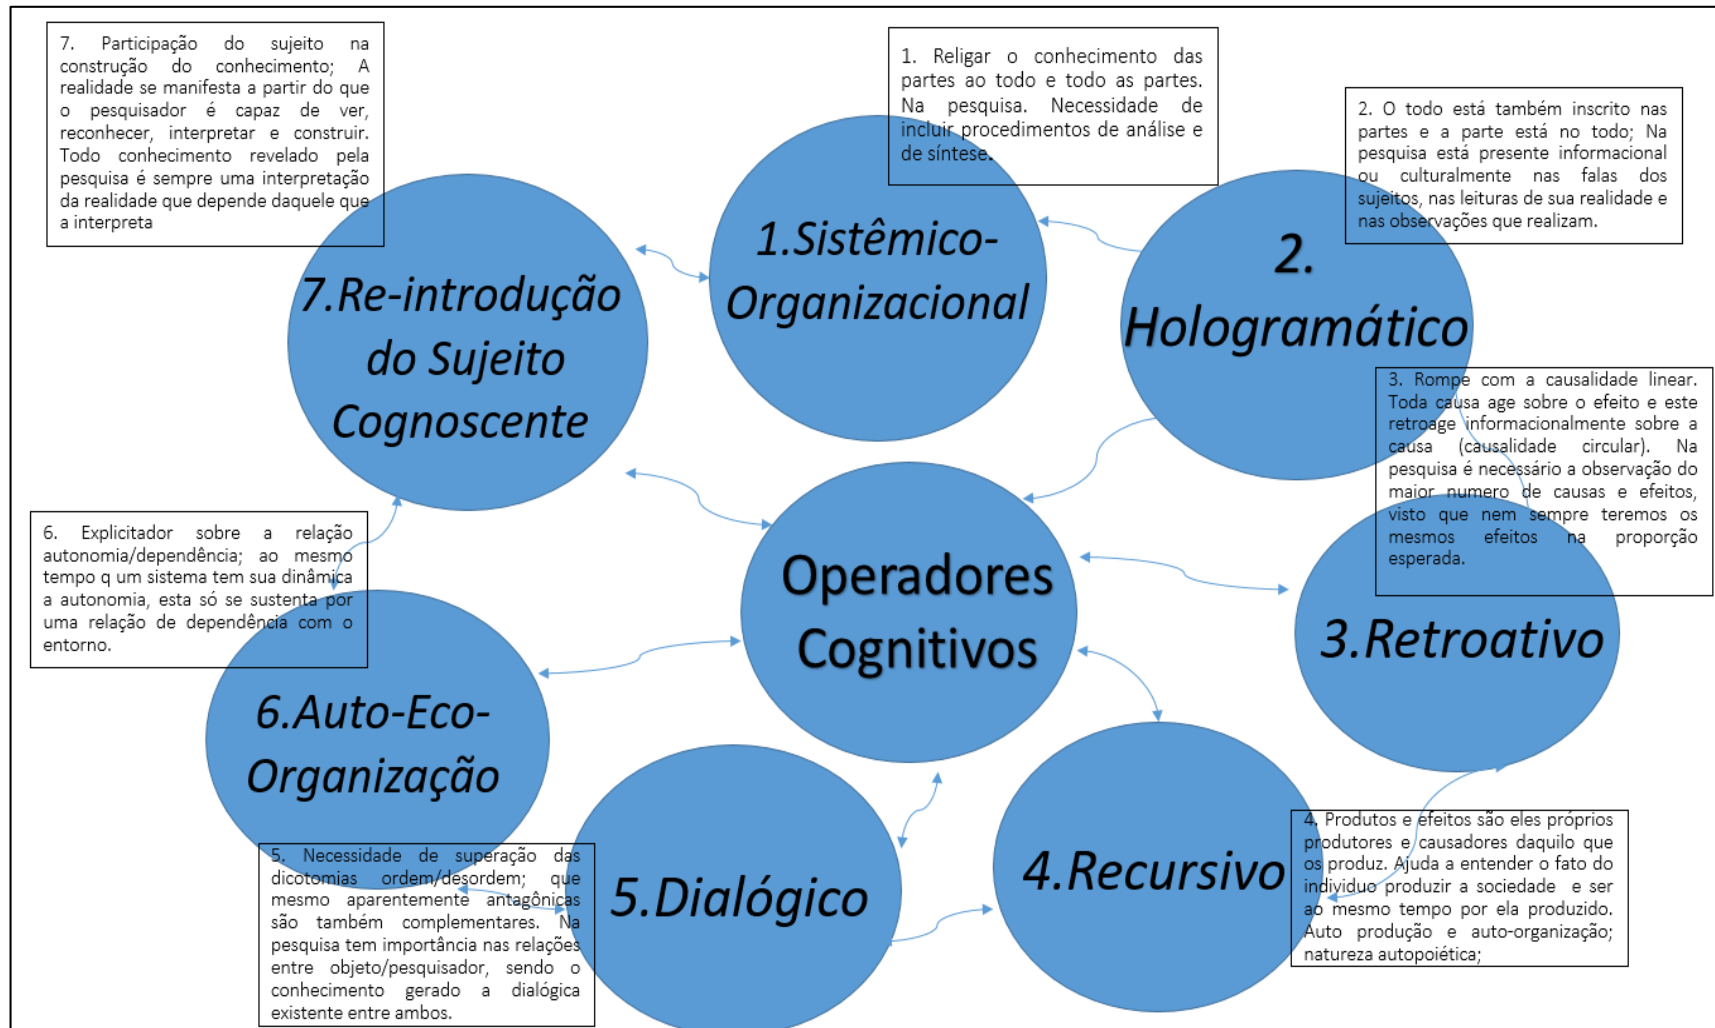 7. Participação do sujeito na
construção do conhecimento; A
realidade se manifesta a partir do que
o pesquisador é capaz de ver,
reconhecer, interpretar e construir.
Todo conhecimento revelado pela
pesquisa é sempre uma interpretação
da realidade que depende daquele que
a interpreta
1. Religar o conhecimento das
partes ao todo e todo as partes.
Na pesquisa. Necessidade de
incluir procedimentos de análise e
de síntese.
2. O todo está também inscrito nas
partes e a parte está no todo; Na
pesquisa está presente informacional
ou culturalmente nas falas dos
sujeitos, nas leituras de sua realidade e
nas observações que realizam.
1.Sistêmico-
Organizacional
2.
Hologramático
7.Re-introdução
do Sujeito
Cognoscente
3. Rompe com a causalidade linear.
Toda causa age sobre o efeito e este
retroage informacionalmente sobre a
causa (causalidade circular). Na
pesquisa é necessário a observação do
maior numero de causas e efeitos,
visto que nem sempre teremos os
mesmos efeitos na proporção
esperada.
6. Explicitador sobre a relação
autonomia/dependência; ao mesmo
tempo q um sistema tem sua dinâmica
a autonomia, esta só se sustenta por
uma relação de dependência com o
entorno.
Operadores
Cognitivos
3.Retroativo
6.Auto-Eco-
Organização
5. Necessidade de superação das
dicotomias ordem/desordem; que
mesmo aparentemente antagônicas
são também complementares. Na
pesquisa tem importância nas relações
entre objeto/pesquisador, sendo o
conhecimento gerado a dialógica
existente entre ambos.
5.Dialógico
4.Recursivo
4. Produtos e efeitos são eles próprios
produtores e causadores daquilo que
os produz. Ajuda a entender o fato do
individuo produzir a sociedade e ser
ao mesmo tempo por ela produzido.
Auto produção e auto-organização;
natureza autopoiética;